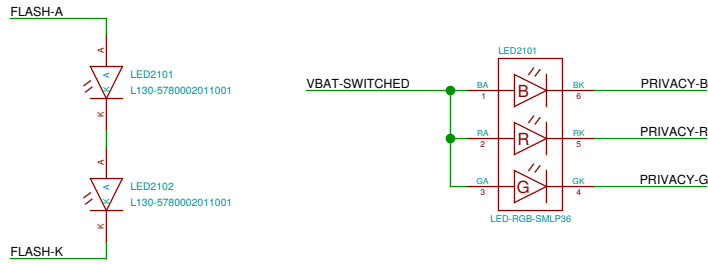 FLASH-A
A
A
K
LED2101
L130-5780002011001
K
A
A
K
LED2102
L130-5780002011001
K
FLASH-K
LED2101
VBAT-SWITCHED
BA
1
B
BK
6
PRIVACY-B
RA
2
R
RK
5
PRIVACY-R
GA
3
G
GK
4
PRIVACY-G
LED-RGB-SMLP36